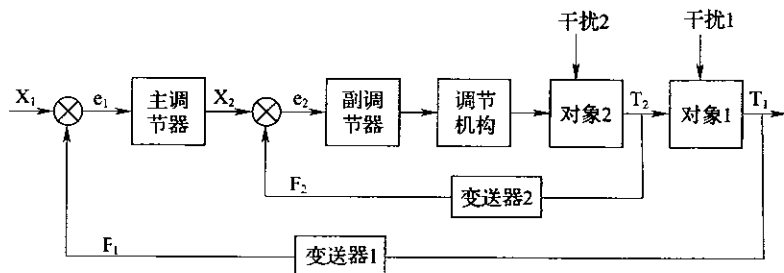 干扰2
干扰1
X₁
e₁
主调
节器
X₂
e₂
副调
节器
调节
机构
对象2
T₂
对象1
T₁
F₂
变送器2
F₁
变送器1